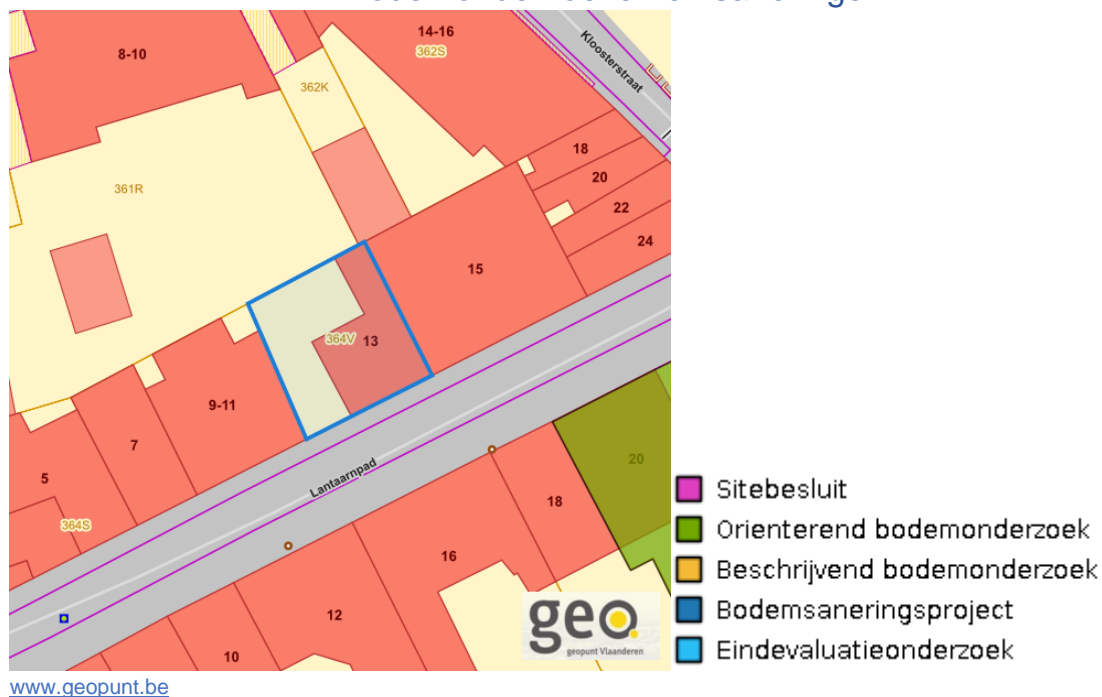 8-10
14-16
362S
Kloosterstraat
362K
18
361R
20
22
24
15
364V
13
9-11
7
20
5
Lantaarnpad
18
364S
16
12
10
geo.
geopunt Vlaanderen
Sitebesluit
Orienterend bodemonderzoek
Beschrijvend bodemonderzoek
Bodemsaneringsproject
Eindevaluatieonderzoek
www.geopunt.be